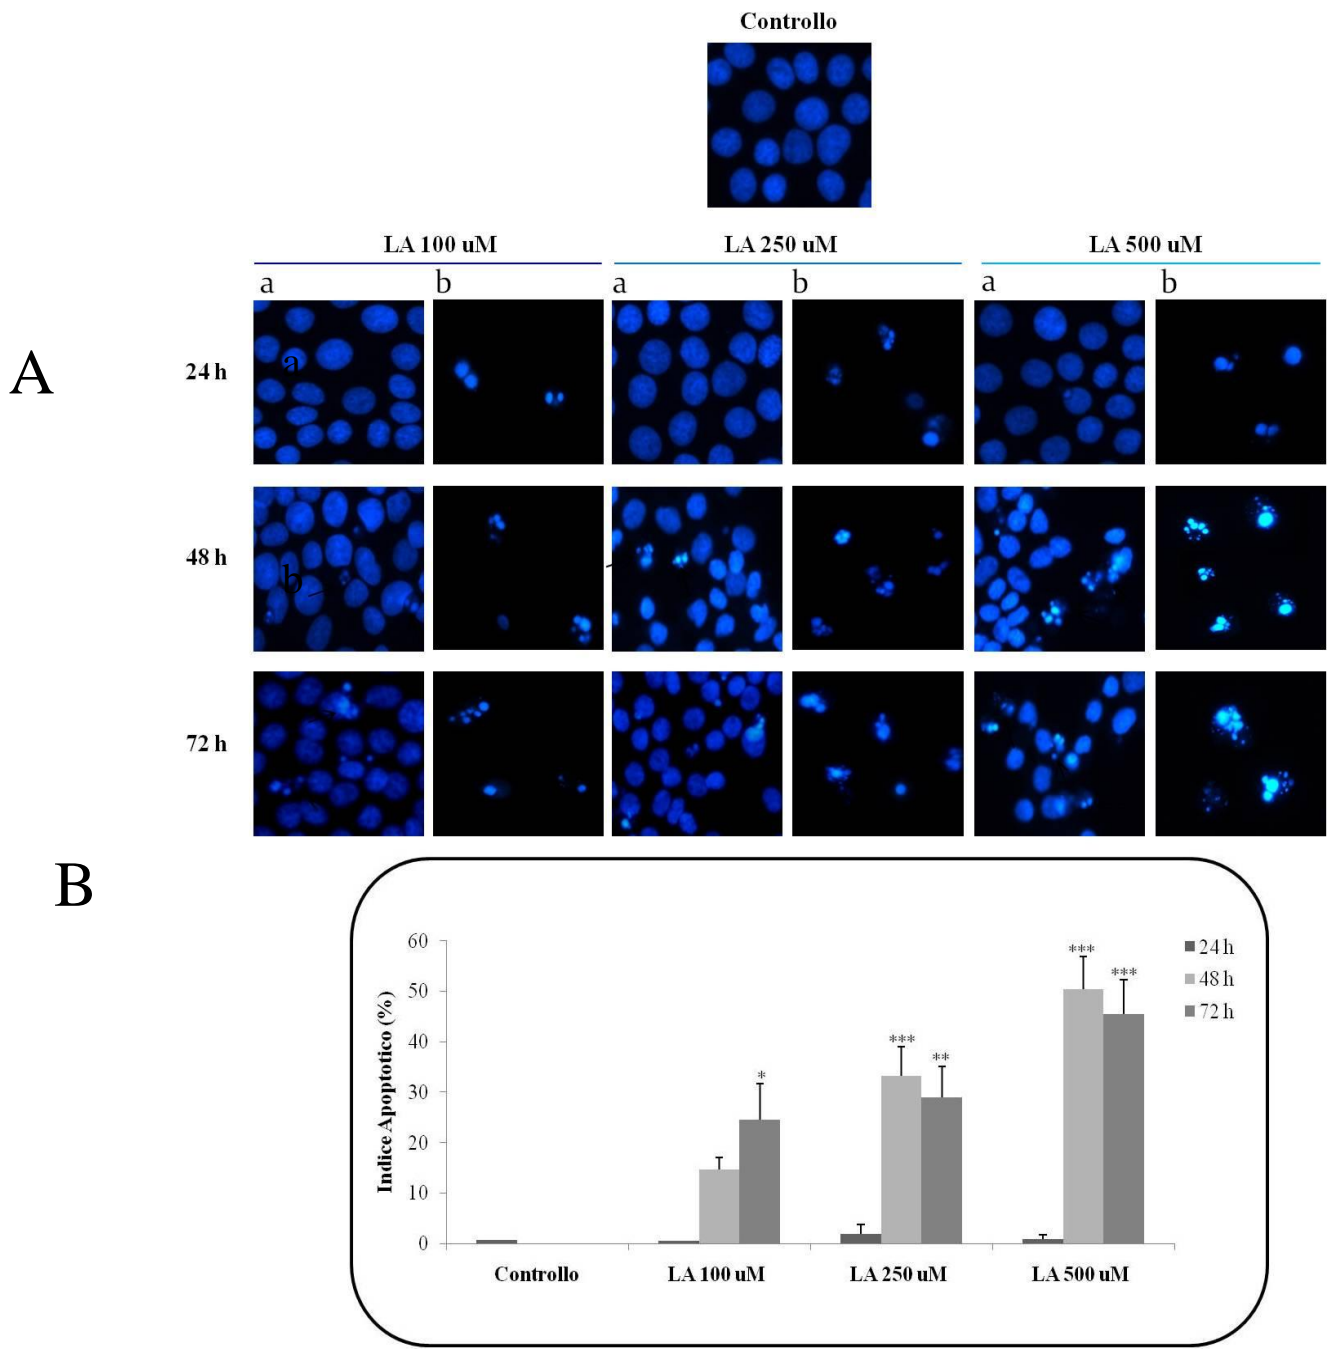 Controllo
LA 100 uM LA 250 uM LA 500 uM
a b a b a b
A
24 h
a
48 h
b
72 h
B
60
50
40
30
20
10
0
Indice Apoptotico (%)
*
***
**
***
***
24 h
48 h
72 h
Controllo LA 100 uM LA 250 uM LA 500 uM